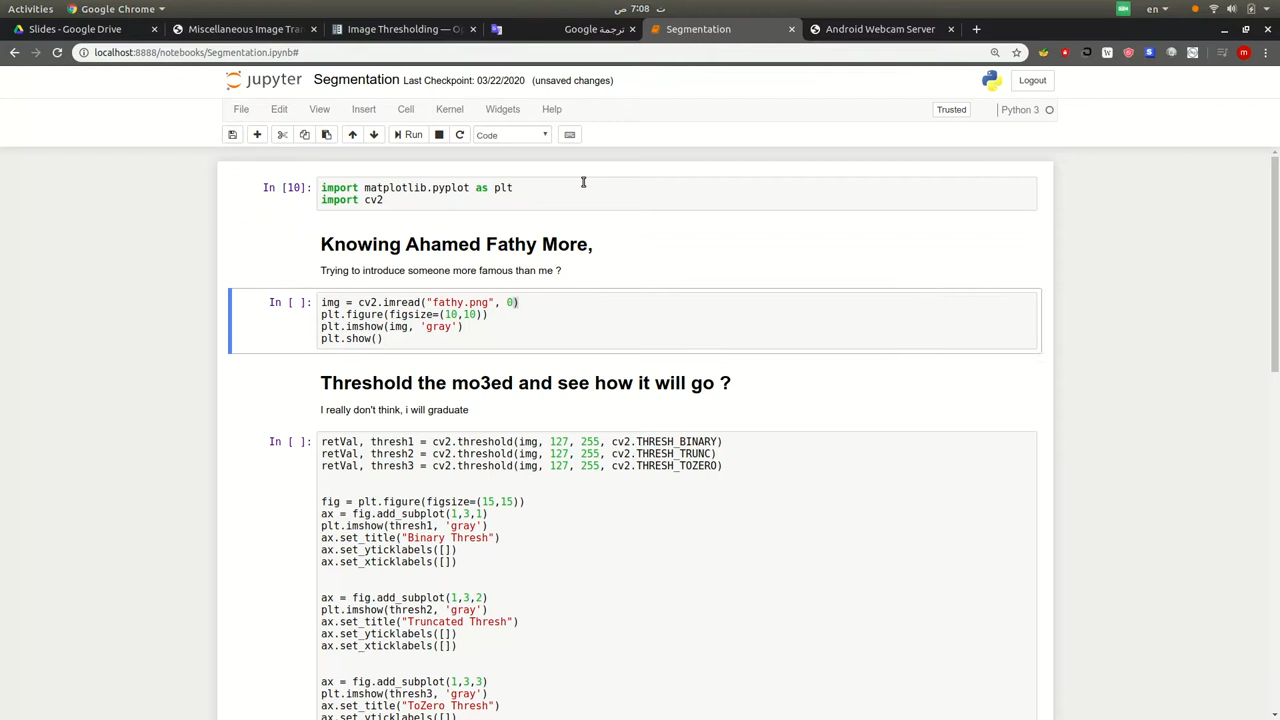 Activities
Google Chrome
ت 7:08 ص
en
Slides - Google Drive
Miscellaneous Image Tra
Image Thresholding — O
Google ترجمة
Segmentation
Android Webcam Server
localhost:8888/notebooks/Segmentation.ipynb#
jupyter
Segmentation Last Checkpoint: 03/22/2020 (unsaved changes)
Logout
File Edit View Insert Cell Kernel Widgets Help
Trusted
Python 3
Run
Code
In [10]:
import matplotlib.pyplot as plt
import cv2
Knowing Ahamed Fathy More,
Trying to introduce someone more famous than me ?
In [ ]:
img = cv2.imread("fathy.png", 0)
plt.figure(figsize=(10,10))
plt.imshow(img, 'gray')
plt.show()
Threshold the mo3ed and see how it will go ?
I really don't think, i will graduate
In [ ]:
retVal, thresh1 = cv2.threshold(img, 127, 255, cv2.THRESH_BINARY)
retVal, thresh2 = cv2.threshold(img, 127, 255, cv2.THRESH_TRUNC)
retVal, thresh3 = cv2.threshold(img, 127, 255, cv2.THRESH_TOZERO)
fig = plt.figure(figsize=(15,15))
ax = fig.add_subplot(1,3,1)
plt.imshow(thresh1, 'gray')
ax.set_title("Binary Thresh")
ax.set_yticklabels([])
ax.set_xticklabels([])
ax = fig.add_subplot(1,3,2)
plt.imshow(thresh2, 'gray')
ax.set_title("Truncated Thresh")
ax.set_yticklabels([])
ax.set_xticklabels([])
ax = fig.add_subplot(1,3,3)
plt.imshow(thresh3, 'gray')
ax.set_title("ToZero Thresh")
ax.set_yticklabels([])